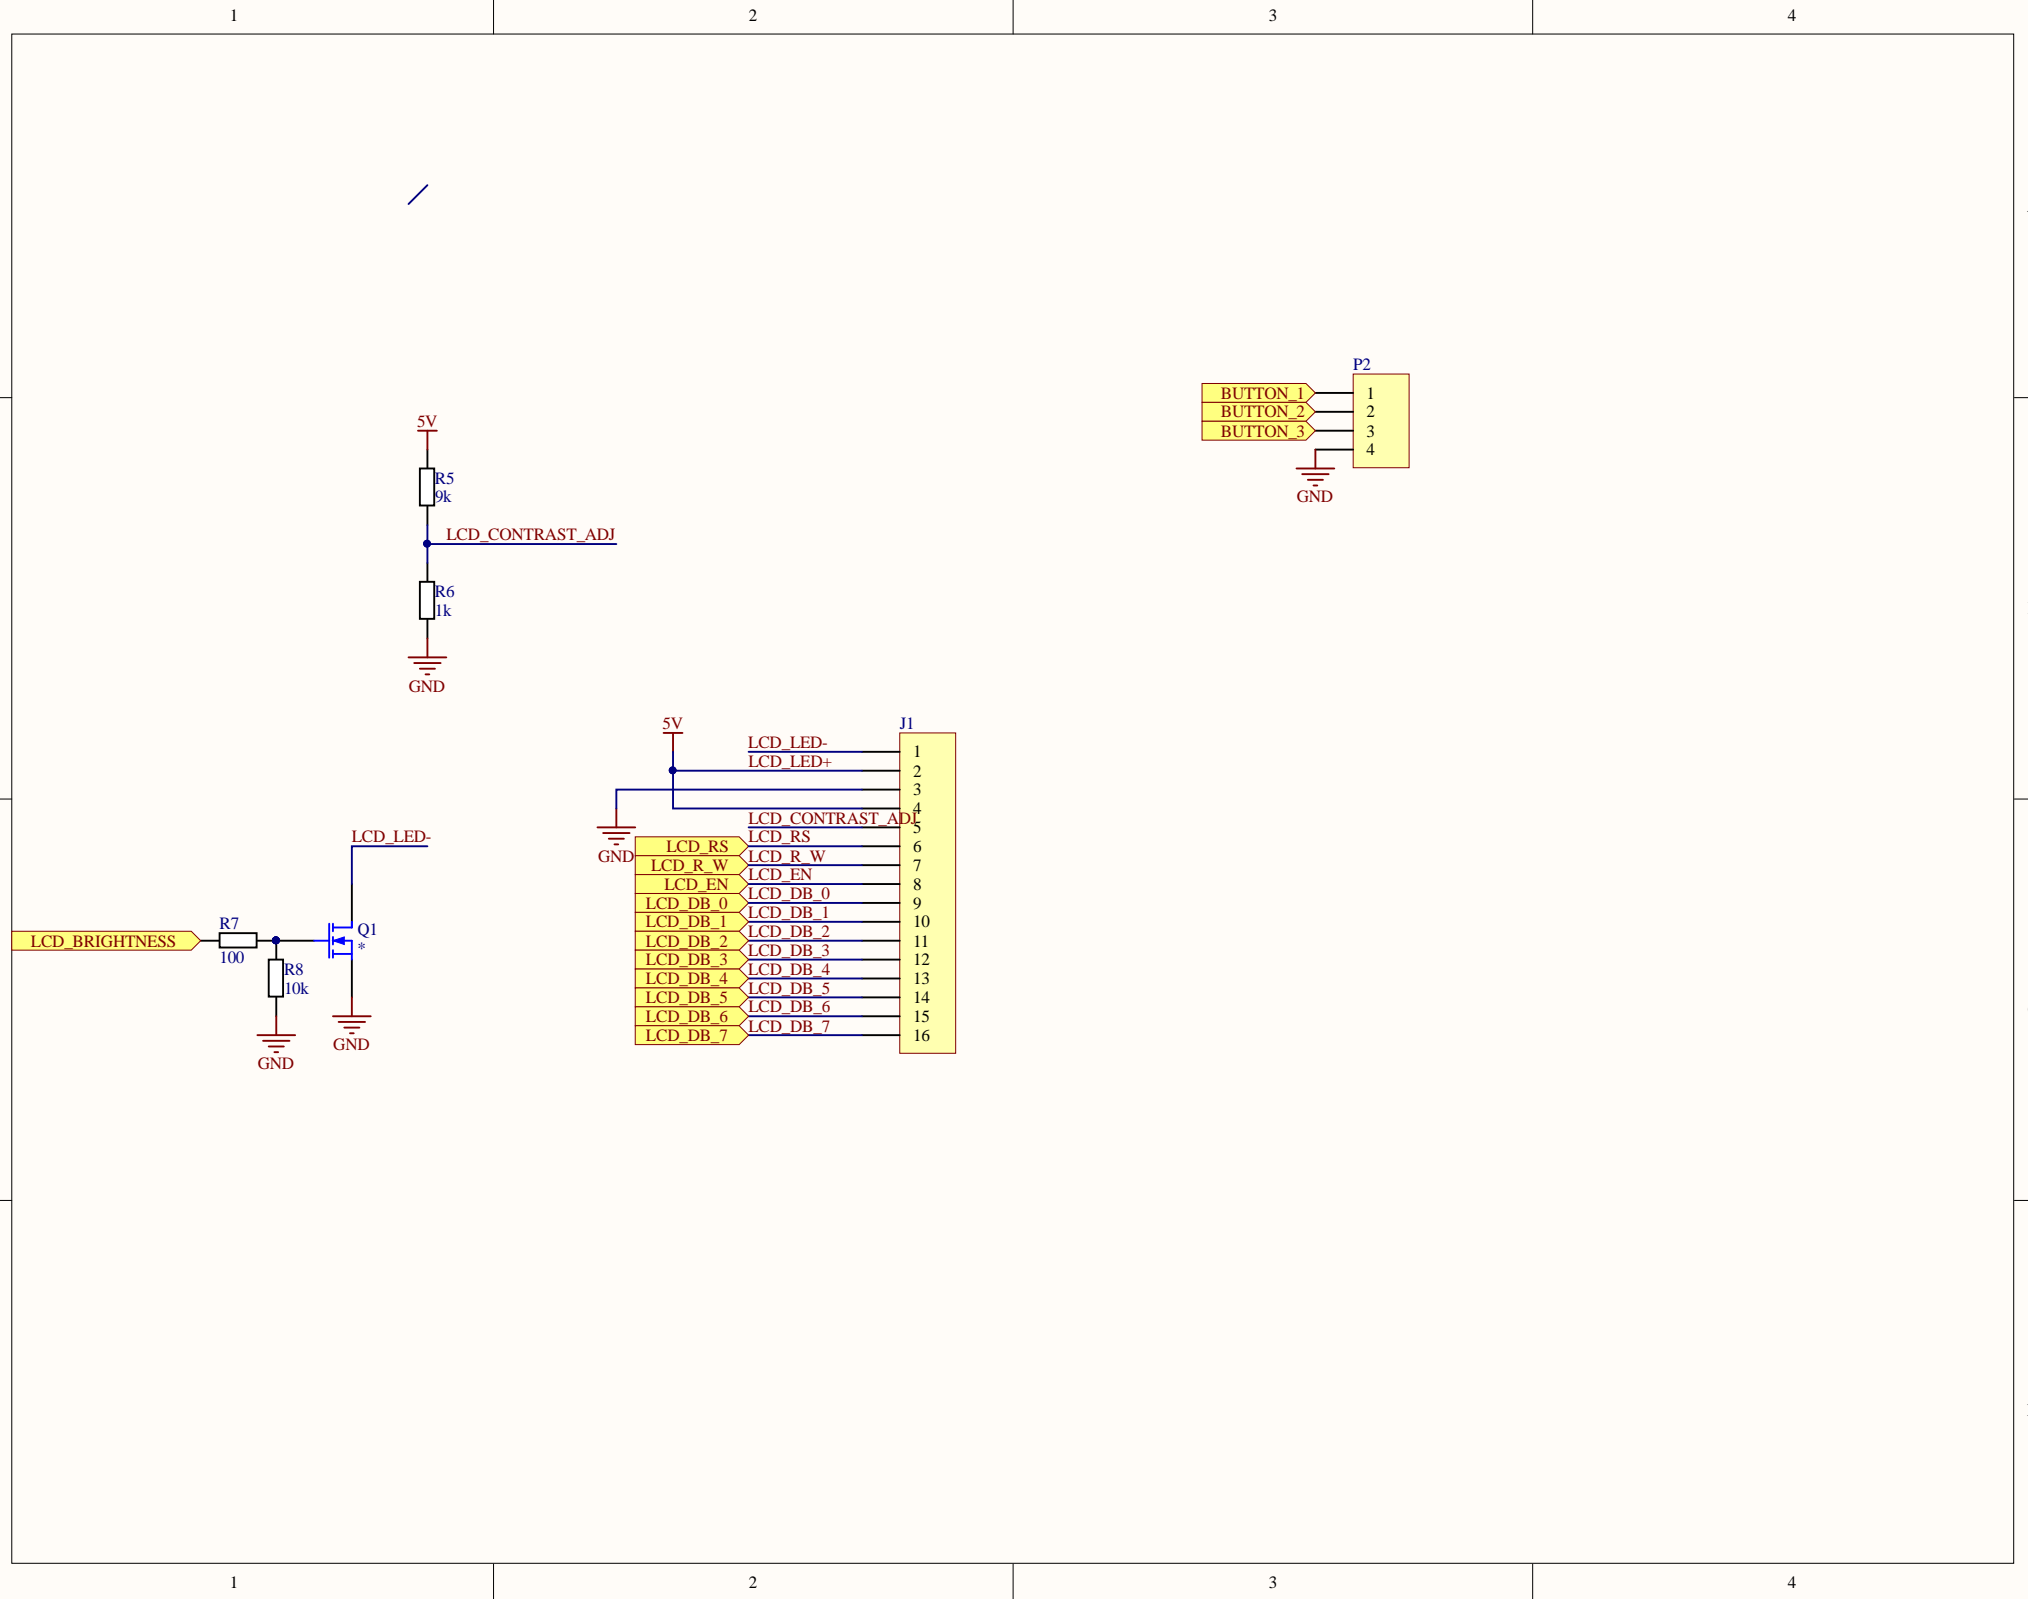 1 2 3 4
P2
BUTTON_1 1
BUTTON_2 2
BUTTON_3 3
4
GND
5V
R5
9k
LCD_CONTRAST_ADJ
R6
1k
GND
5V
J1
LCD_LED- 1
LCD_LED+ 2
3
4
LCD_CONTRAST_ADJ 5
GND
LCD_RS LCD_RS 6
LCD_R_W LCD_R_W 7
LCD_EN LCD_EN 8
LCD_DB_0 LCD_DB_0 9
LCD_DB_1 LCD_DB_1 10
LCD_DB_2 LCD_DB_2 11
LCD_DB_3 LCD_DB_3 12
LCD_DB_4 LCD_DB_4 13
LCD_DB_5 LCD_DB_5 14
LCD_DB_6 LCD_DB_6 15
LCD_DB_7 LCD_DB_7 16
LCD_LED-
LCD_BRIGHTNESS
R7
100
Q1
*
R8
10k
GND
GND
1 2 3 4